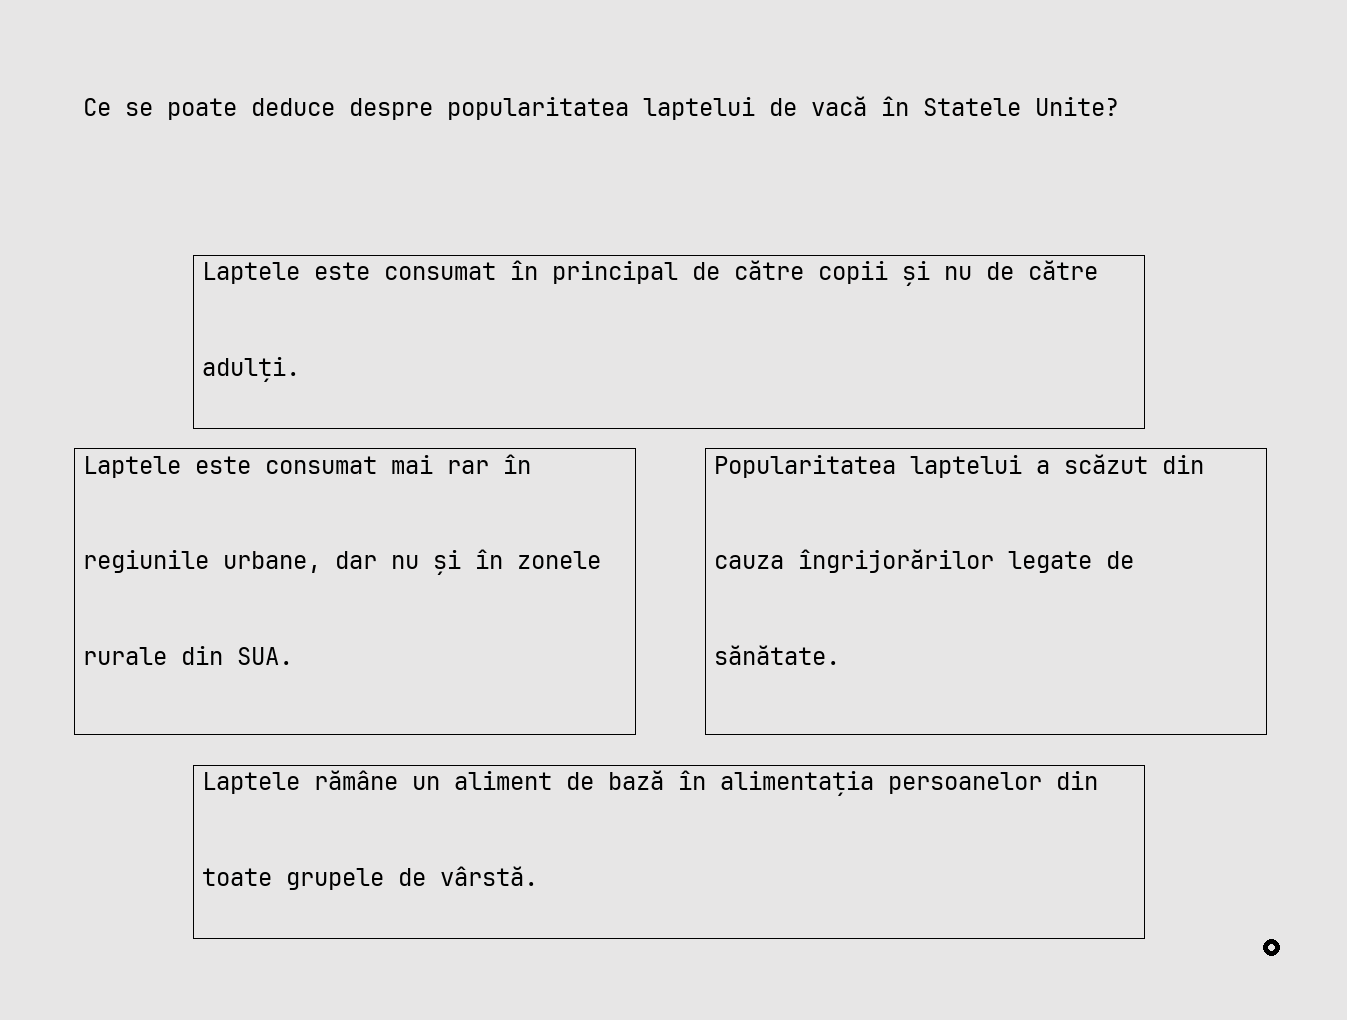 Ce se poate deduce despre popularitatea laptelui de vacă în Statele Unite?
Laptele este consumat în principal de către copii și nu de către
adulți.
Laptele este consumat mai rar în
regiunile urbane, dar nu și în zonele
rurale din SUA.
Popularitatea laptelui a scăzut din
cauza îngrijorărilor legate de
sănătate.
Laptele rămâne un aliment de bază în alimentația persoanelor din
toate grupele de vârstă.